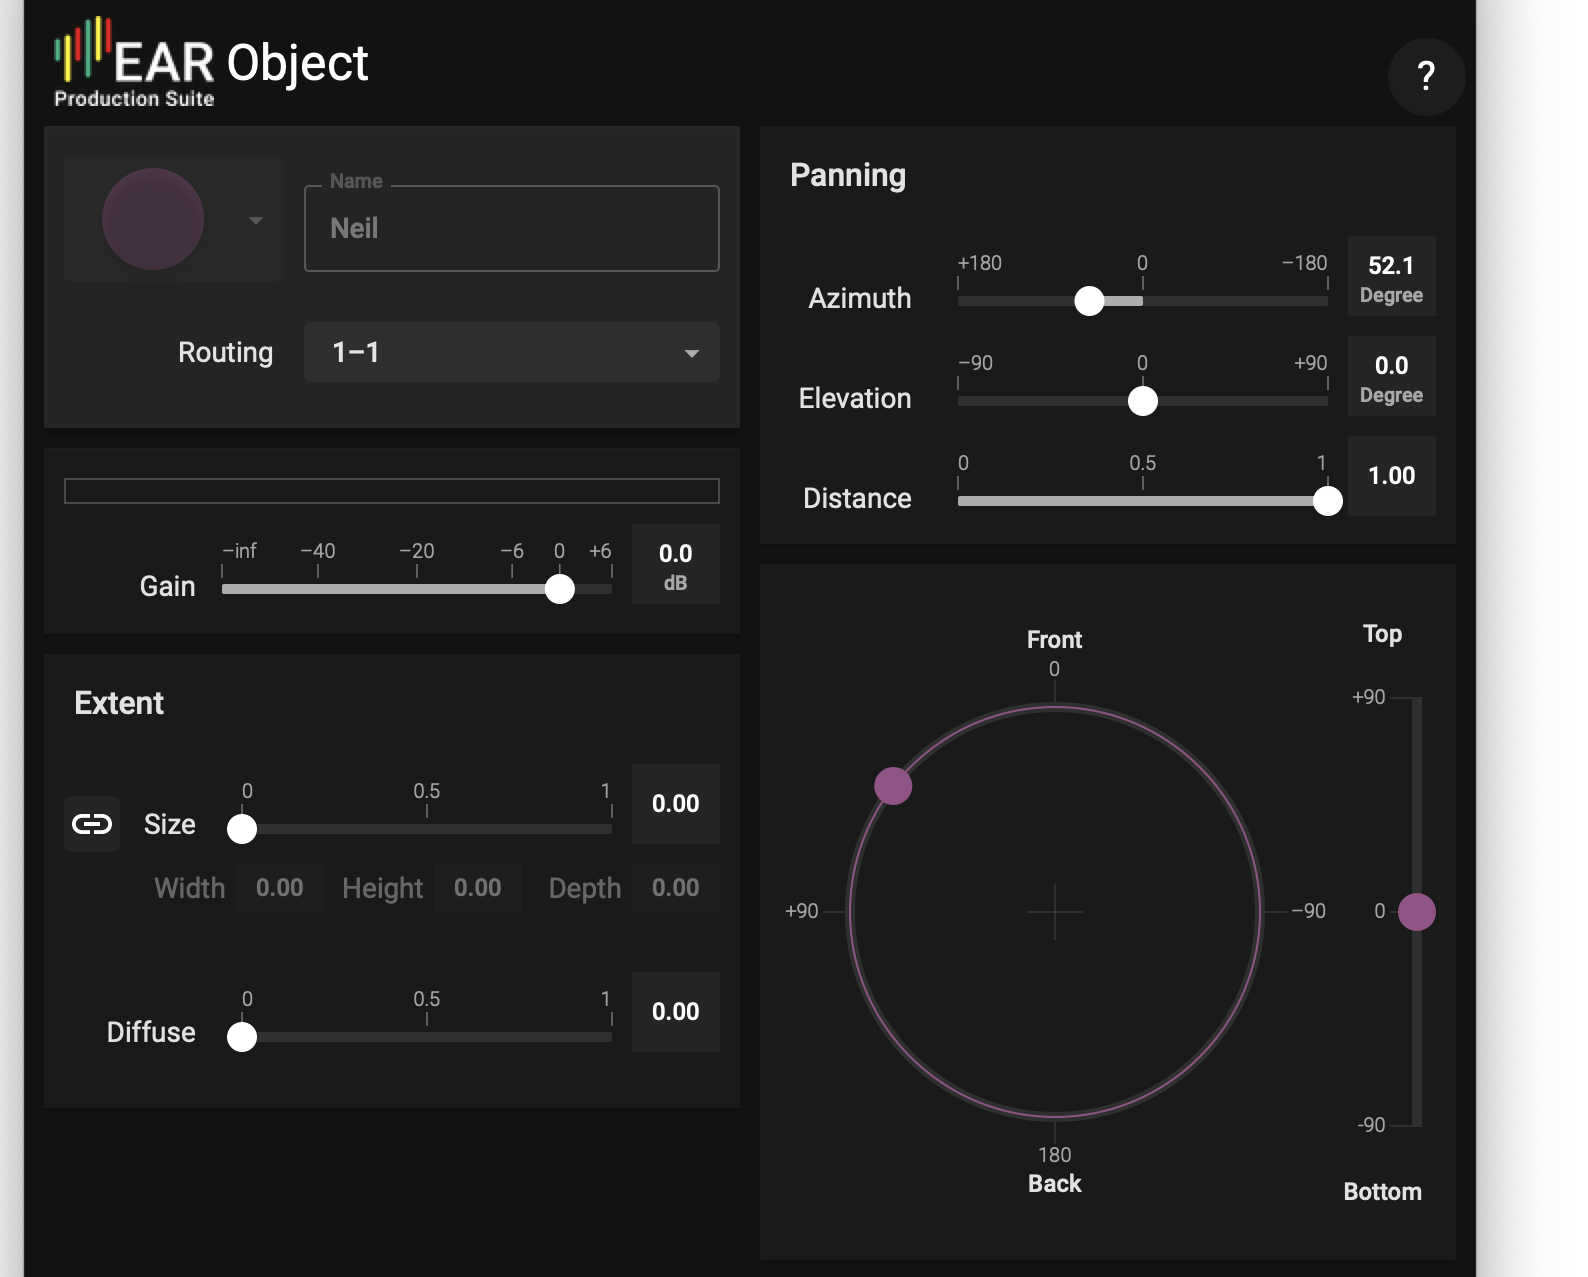 EAR Object
Production Suite
?
Name
Neil
Routing
1–1
−inf −40 −20 −6 0 +6
Gain
0.0
dB
Extent
0 0.5 1
Size
0.00
Width 0.00 Height 0.00 Depth 0.00
0 0.5 1
Diffuse
0.00
Panning
+180 0 −180
Azimuth
52.1
Degree
−90 0 +90
Elevation
0.0
Degree
0 0.5 1
Distance
1.00
Front
0
+90
−90
180
Back
Top
+90
0
-90
Bottom